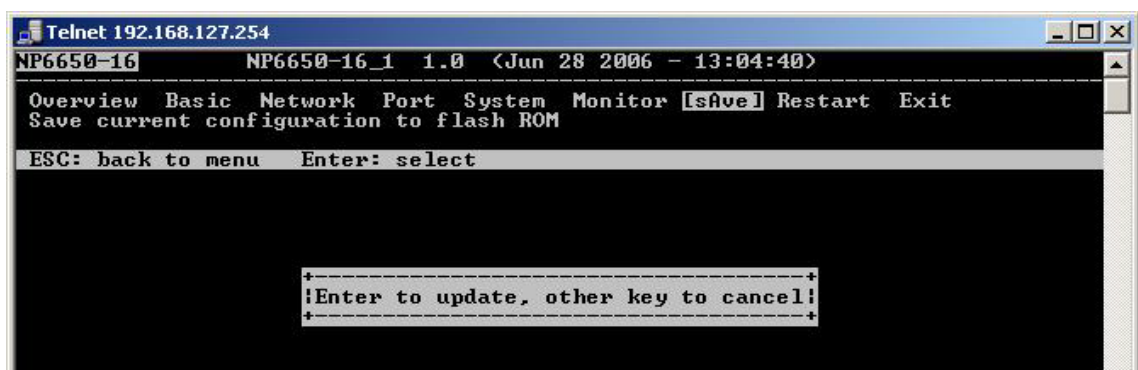 Telnet 192.168.127.254
NP6650-16 NP6650-16_1 1.0 (Jun 28 2006 - 13:04:40)
Overview Basic Network Port System Monitor [sAve] Restart Exit
Save current configuration to flash ROM
ESC: back to menu Enter: select
Enter to update, other key to cancel